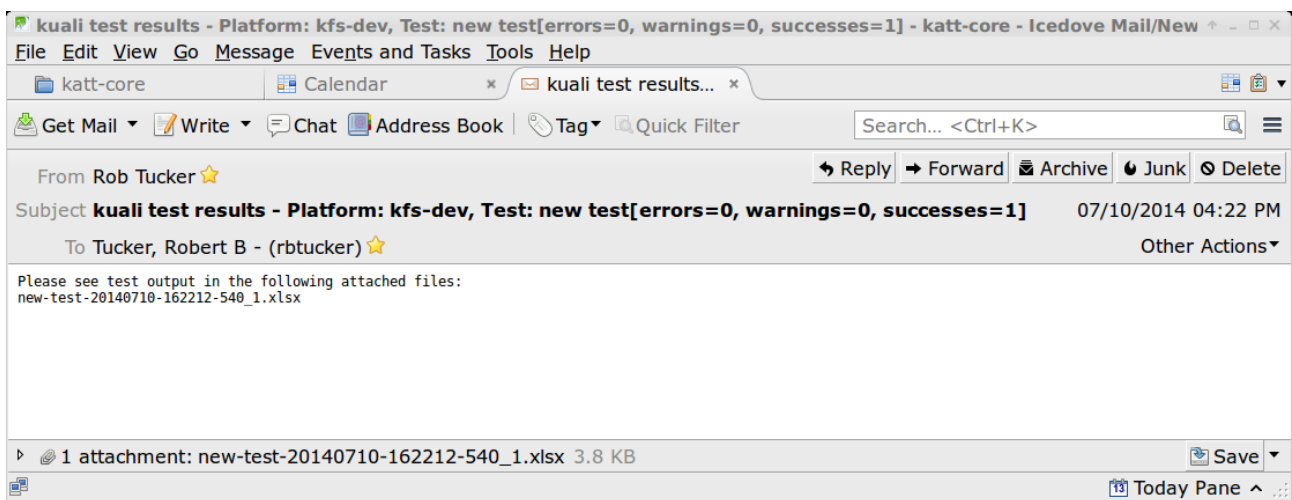 kuali test results - Platform: kfs-dev, Test: new test[errors=0, warnings=0, successes=1] - katt-core - Icedove Mail/New
File Edit View Go Message Events and Tasks Tools Help
katt-core Calendar kuali test results...
Get Mail Write Chat Address Book Tag Quick Filter Search... <Ctrl+K>
From Rob Tucker Reply Forward Archive Junk Delete
Subject kuali test results - Platform: kfs-dev, Test: new test[errors=0, warnings=0, successes=1] 07/10/2014 04:22 PM
To Tucker, Robert B - (rbtucker) Other Actions
Please see test output in the following attached files:
new-test-20140710-162212-540_1.xlsx
1 attachment: new-test-20140710-162212-540_1.xlsx 3.8 KB Save
13 Today Pane